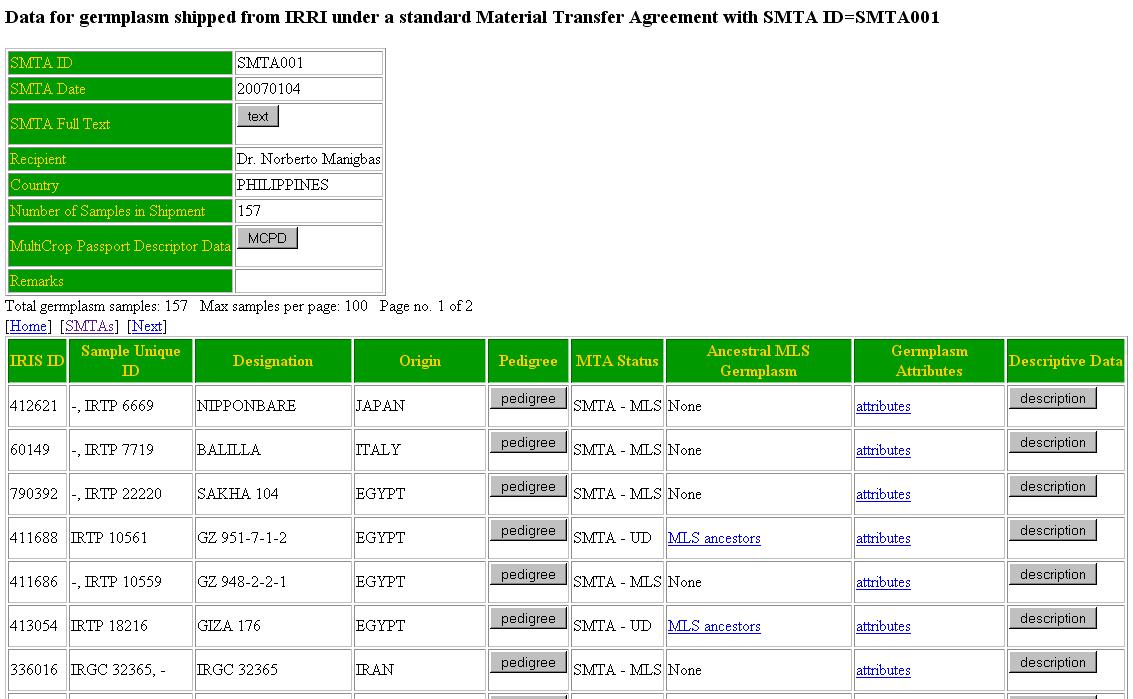 Data for germplasm shipped from IRRI under a standard Material Transfer Agreement with SMTA ID=SMTA001
SMTA ID SMTA001
SMTA Date 20070104
SMTA Full Text text
Recipient Dr. Norberto Manigbas
Country PHILIPPINES
Number of Samples in Shipment 157
MultiCrop Passport Descriptor Data MCPD
Remarks
Total germplasm samples: 157 Max samples per page: 100 Page no. 1 of 2
[Home] [SMTAs] [Next]
IRIS ID Sample Unique ID Designation Origin Pedigree MTA Status Ancestral MLS Germplasm Germplasm Attributes Descriptive Data
412621 -, IRTP 6669 NIPPONBARE JAPAN pedigree SMTA - MLS None attributes description
60149 -, IRTP 7719 BALILLA ITALY pedigree SMTA - MLS None attributes description
790392 -, IRTP 22220 SAKHA 104 EGYPT pedigree SMTA - MLS None attributes description
411688 IRTP 10561 GZ 951-7-1-2 EGYPT pedigree SMTA - UD MLS ancestors attributes description
411686 -, IRTP 10559 GZ 948-2-2-1 EGYPT pedigree SMTA - MLS None attributes description
413054 IRTP 18216 GIZA 176 EGYPT pedigree SMTA - UD MLS ancestors attributes description
336016 IRGC 32365, - IRGC 32365 IRAN pedigree SMTA - MLS None attributes description